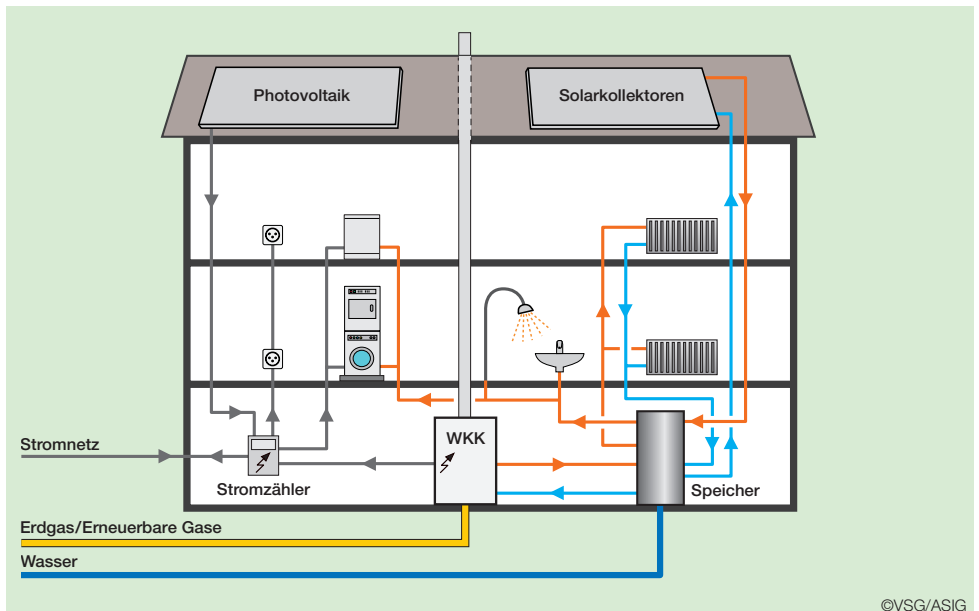 Photovoltaik
Solarkollektoren
Stromnetz
WKK
Stromzähler
Speicher
Erdgas/Erneuerbare Gase
Wasser
©VSG/ASIG